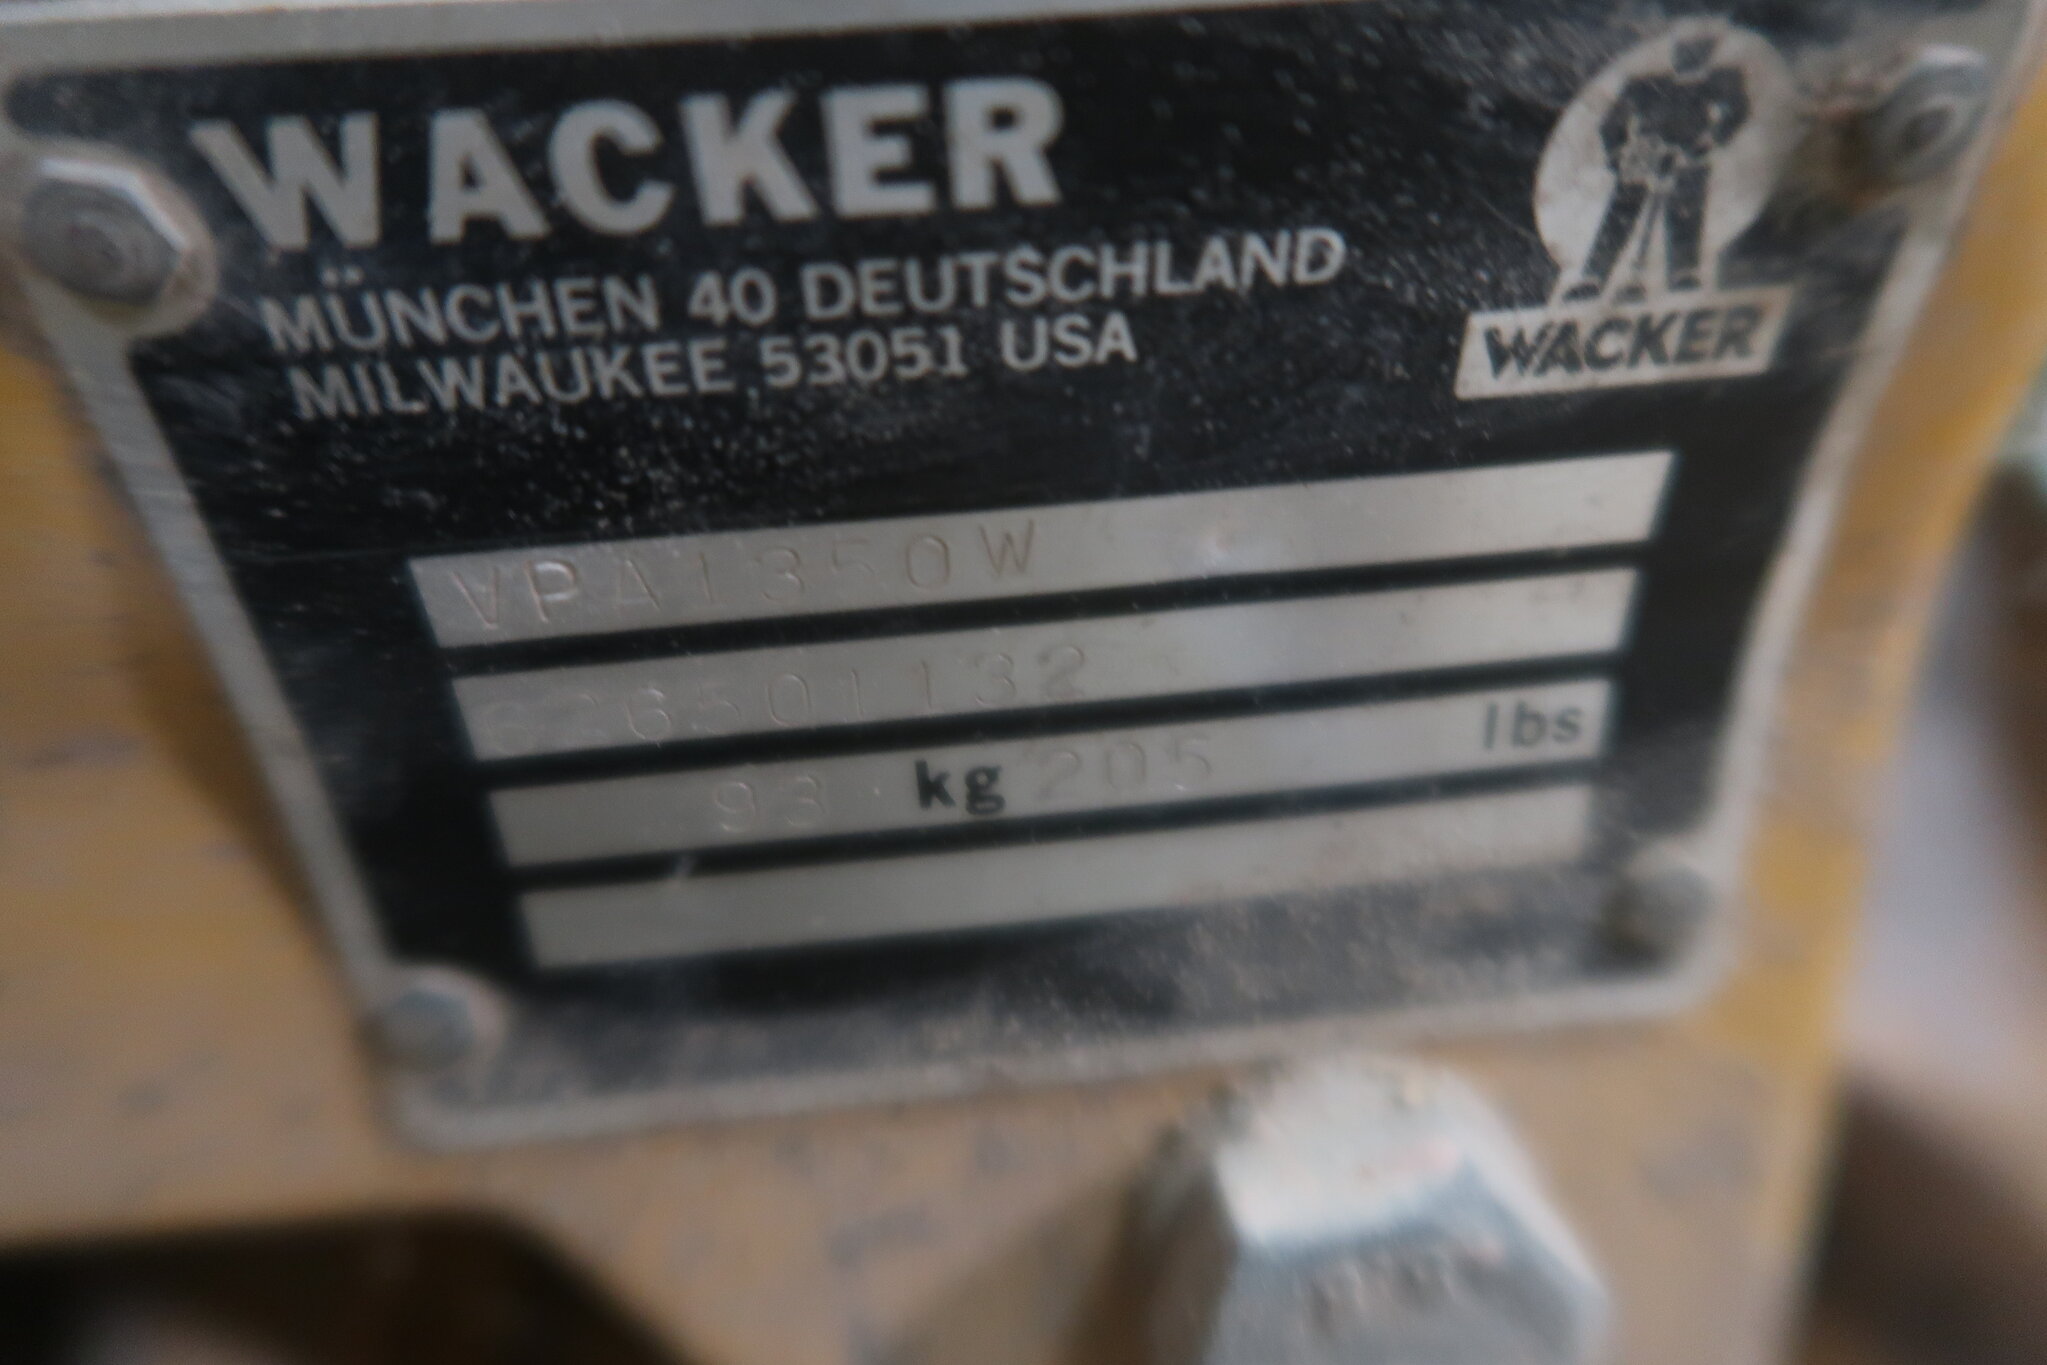 WACKER
MÜNCHEN 40 DEUTSCHLAND
MILWAUKEE 53051 USA
WACKER
VPA1350W
93 kg 205 lbs